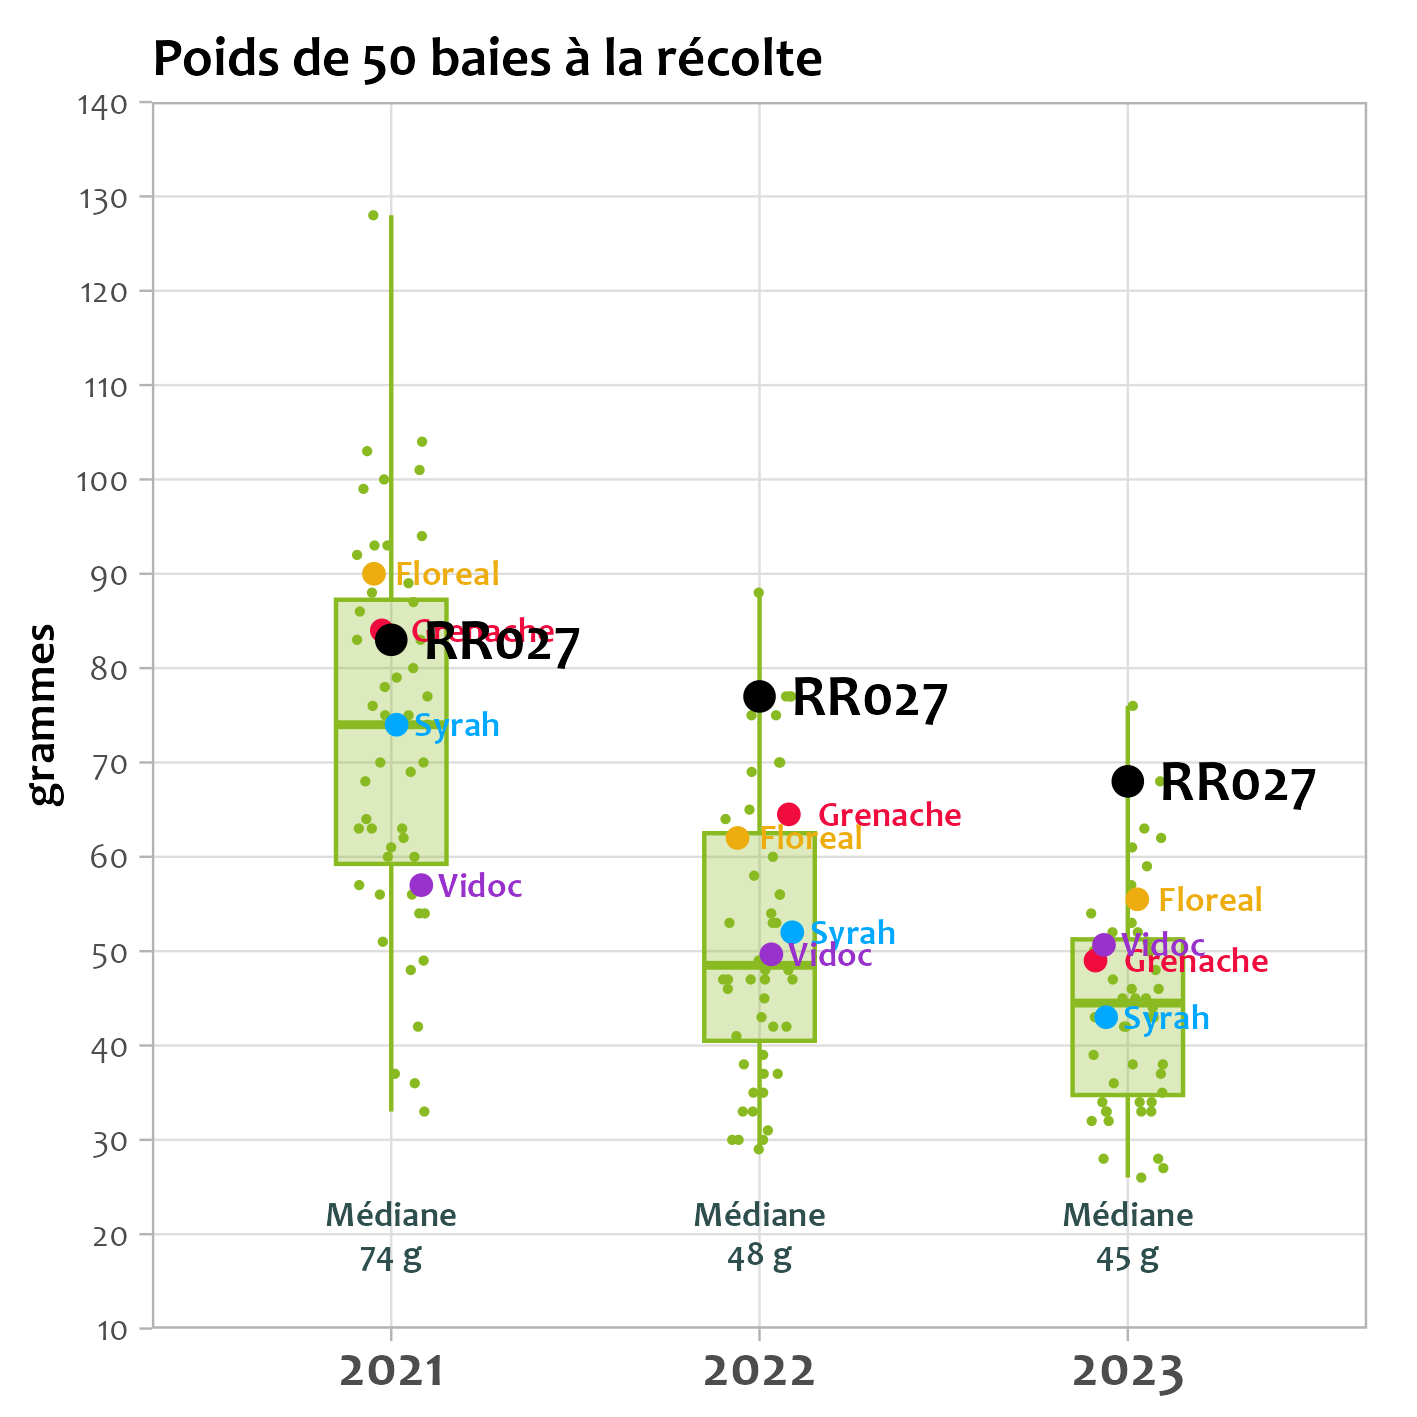 Poids de 50 baies à la récolte
grammes
140
130
120
110
100
90
80
70
60
50
40
30
20
10
Floreal
Grenache
RR027
Syrah
Vidoc
RR027
Grenache
Floreal
Syrah
Vidoc
RR027
Floreal
Vidoc
Grenache
Syrah
Médiane
74 g
Médiane
48 g
Médiane
45 g
2021
2022
2023